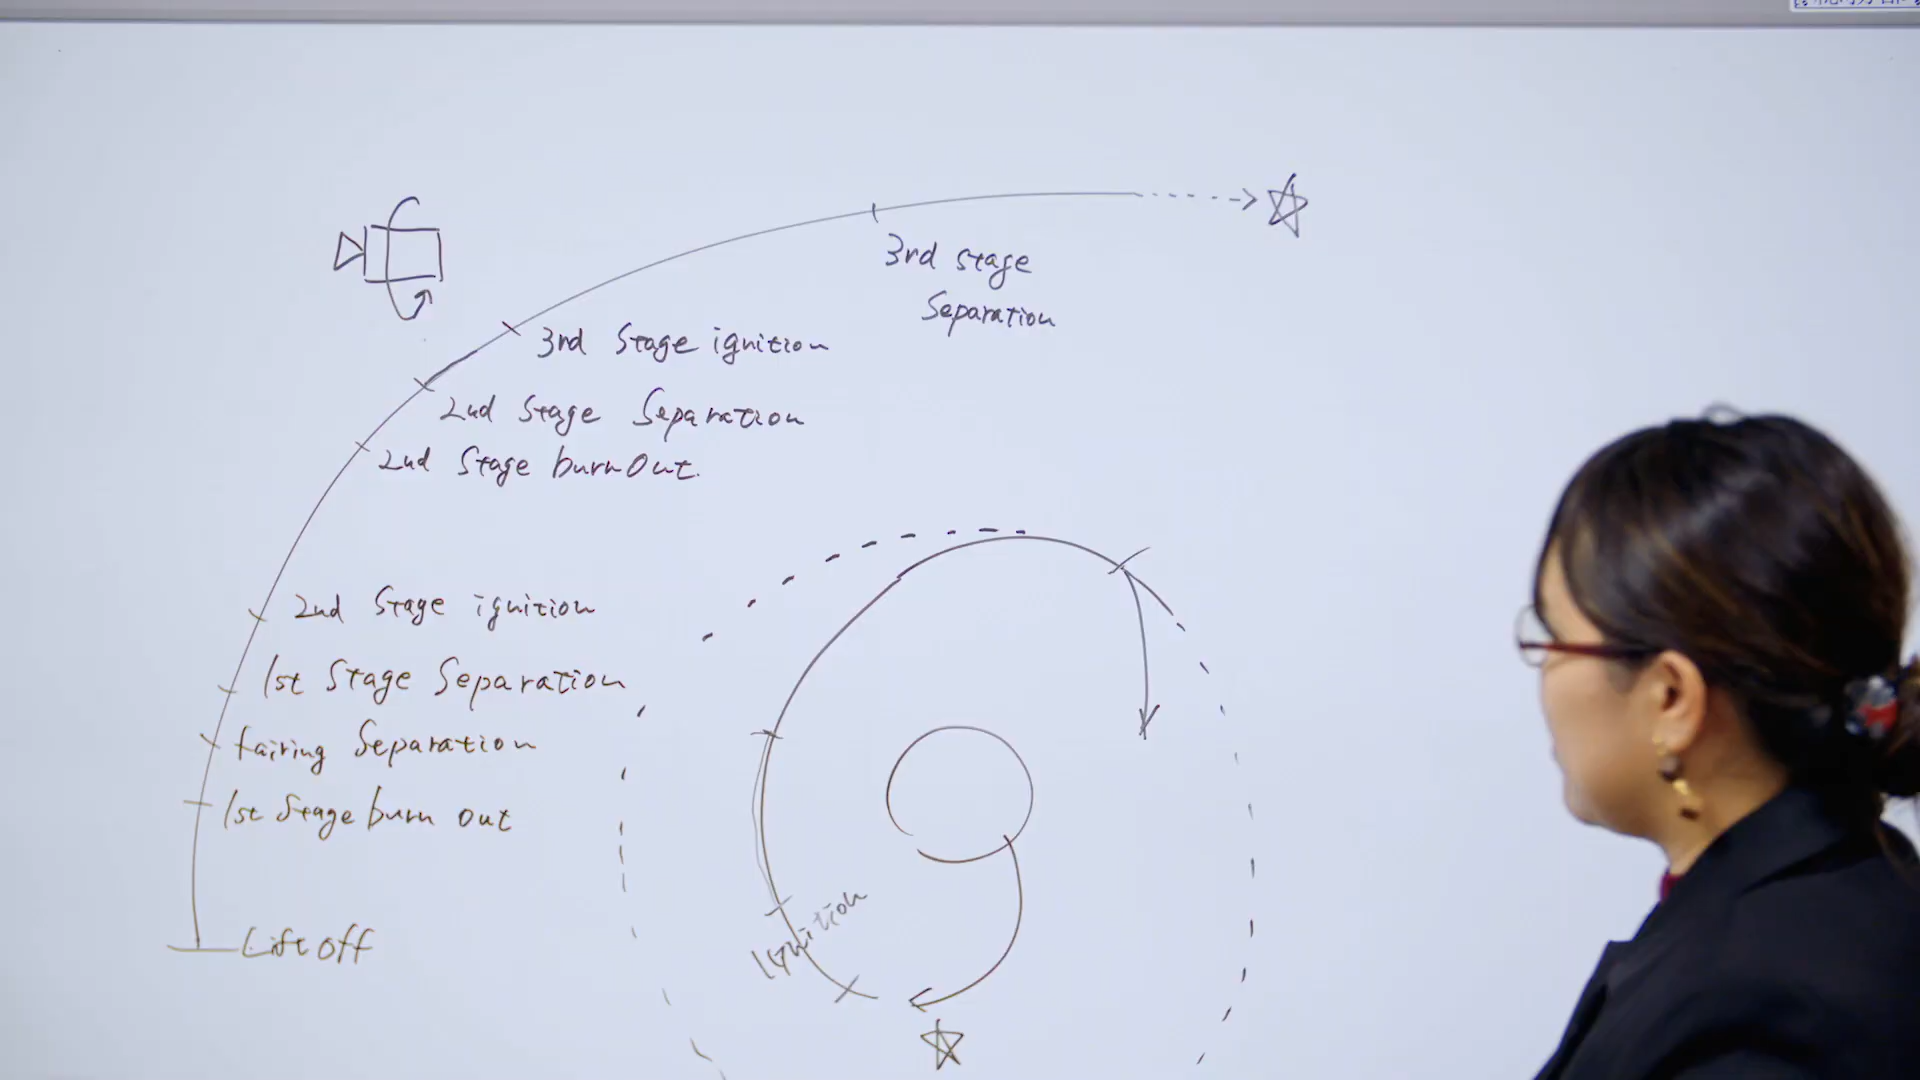 3rd stage
Separation
3rd Stage ignition
2nd Stage Separation
2nd Stage burnOut.
2nd Stage ignition
1st Stage Separation
fairing Separation
1st Stage burn out
Ignition
Lift off